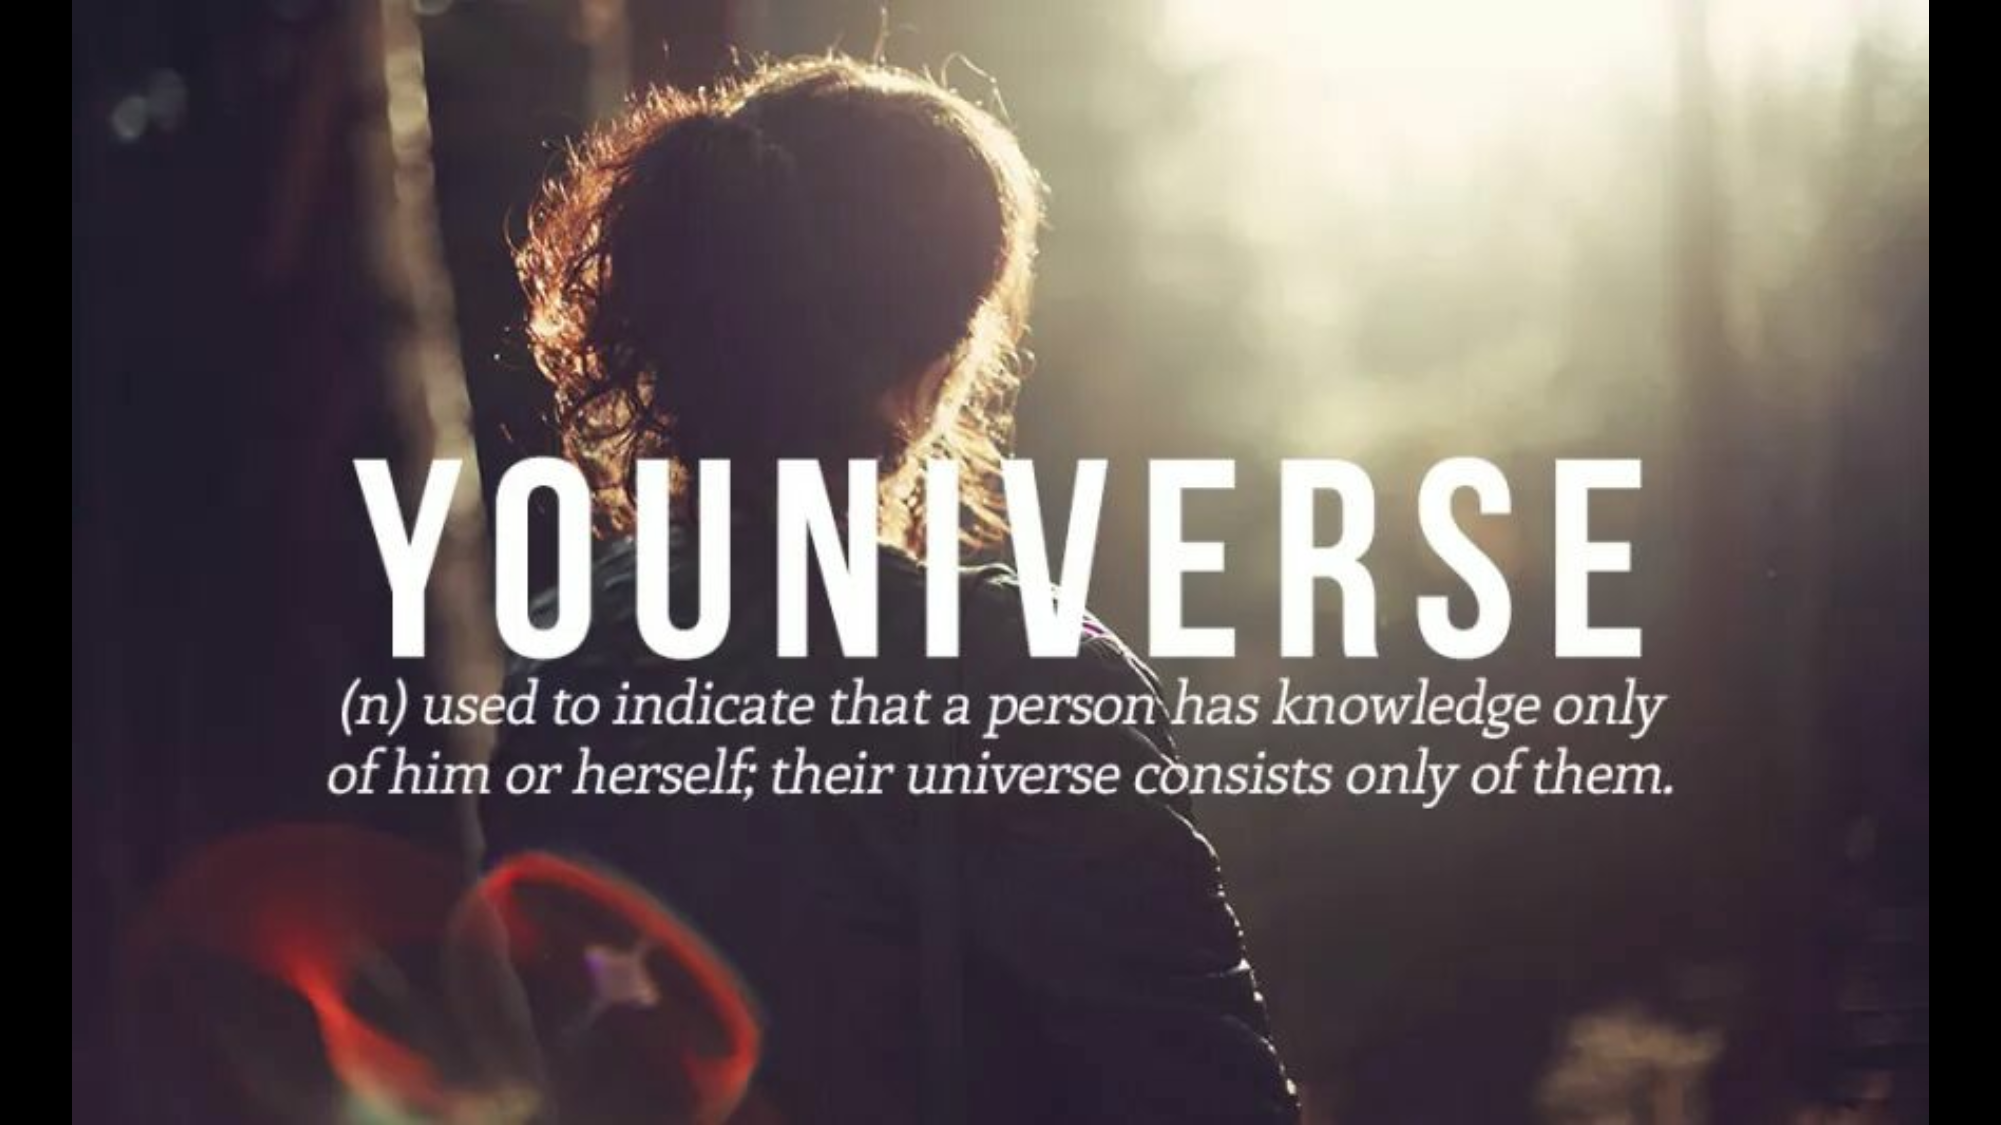 YOUNIVERSE
(n) used to indicate that a person has knowledge only
of him or herself; their universe consists only of them.